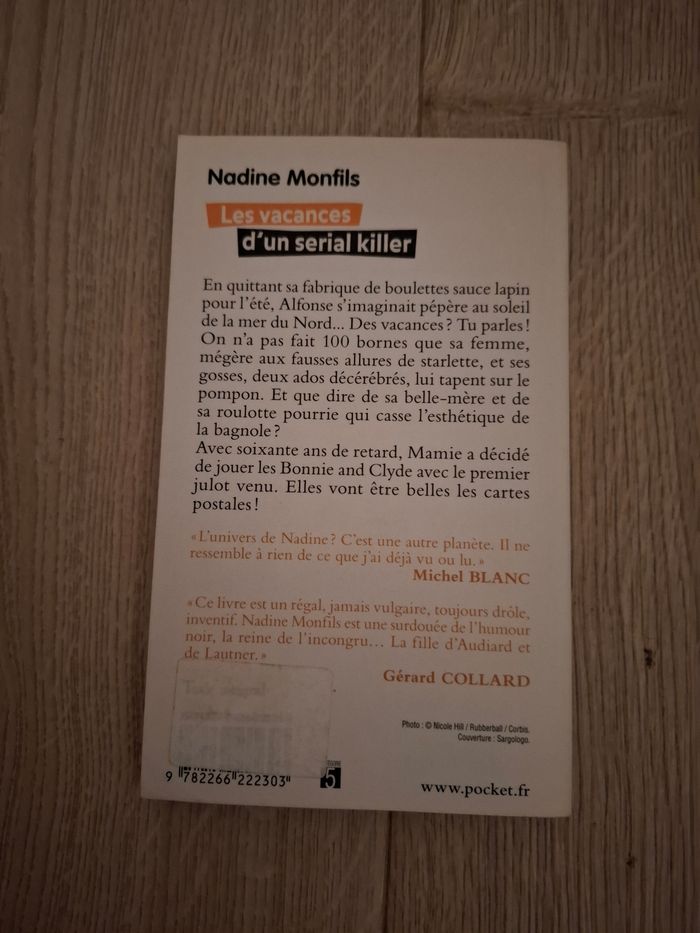 Nadine Monfils
Les vacances
d'un serial killer
En quittant sa fabrique de boulettes sauce lapin
pour l'été, Alfonse s'imaginait pépère au soleil
de la mer du Nord... Des vacances ? Tu parles !
On n'a pas fait 100 bornes que sa femme,
mégère aux fausses allures de starlette, et ses
gosses, deux ados décérébrés, lui tapent sur le
pompon. Et que dire de sa belle-mère et de
sa roulotte pourrie qui casse l'esthétique de
la bagnole ?
Avec soixante ans de retard, Mamie a décidé
de jouer les Bonnie and Clyde avec le premier
julot venu. Elles vont être belles les cartes
postales !
« L'univers de Nadine ? C'est une autre planète. Il ne
ressemble à rien de ce que j'ai déjà vu ou lu. »
Michel BLANC
« Ce livre est un régal, jamais vulgaire, toujours drôle,
inventif. Nadine Monfils est une surdouée de l'humour
noir, la reine de l'incongru... La fille d'Audiard et
de Lautner. »
Gérard COLLARD
Photo : © Nicole Hill / Rubberball / Corbis.
Couverture : Sargologo.
9 782266 222303
5
www.pocket.fr